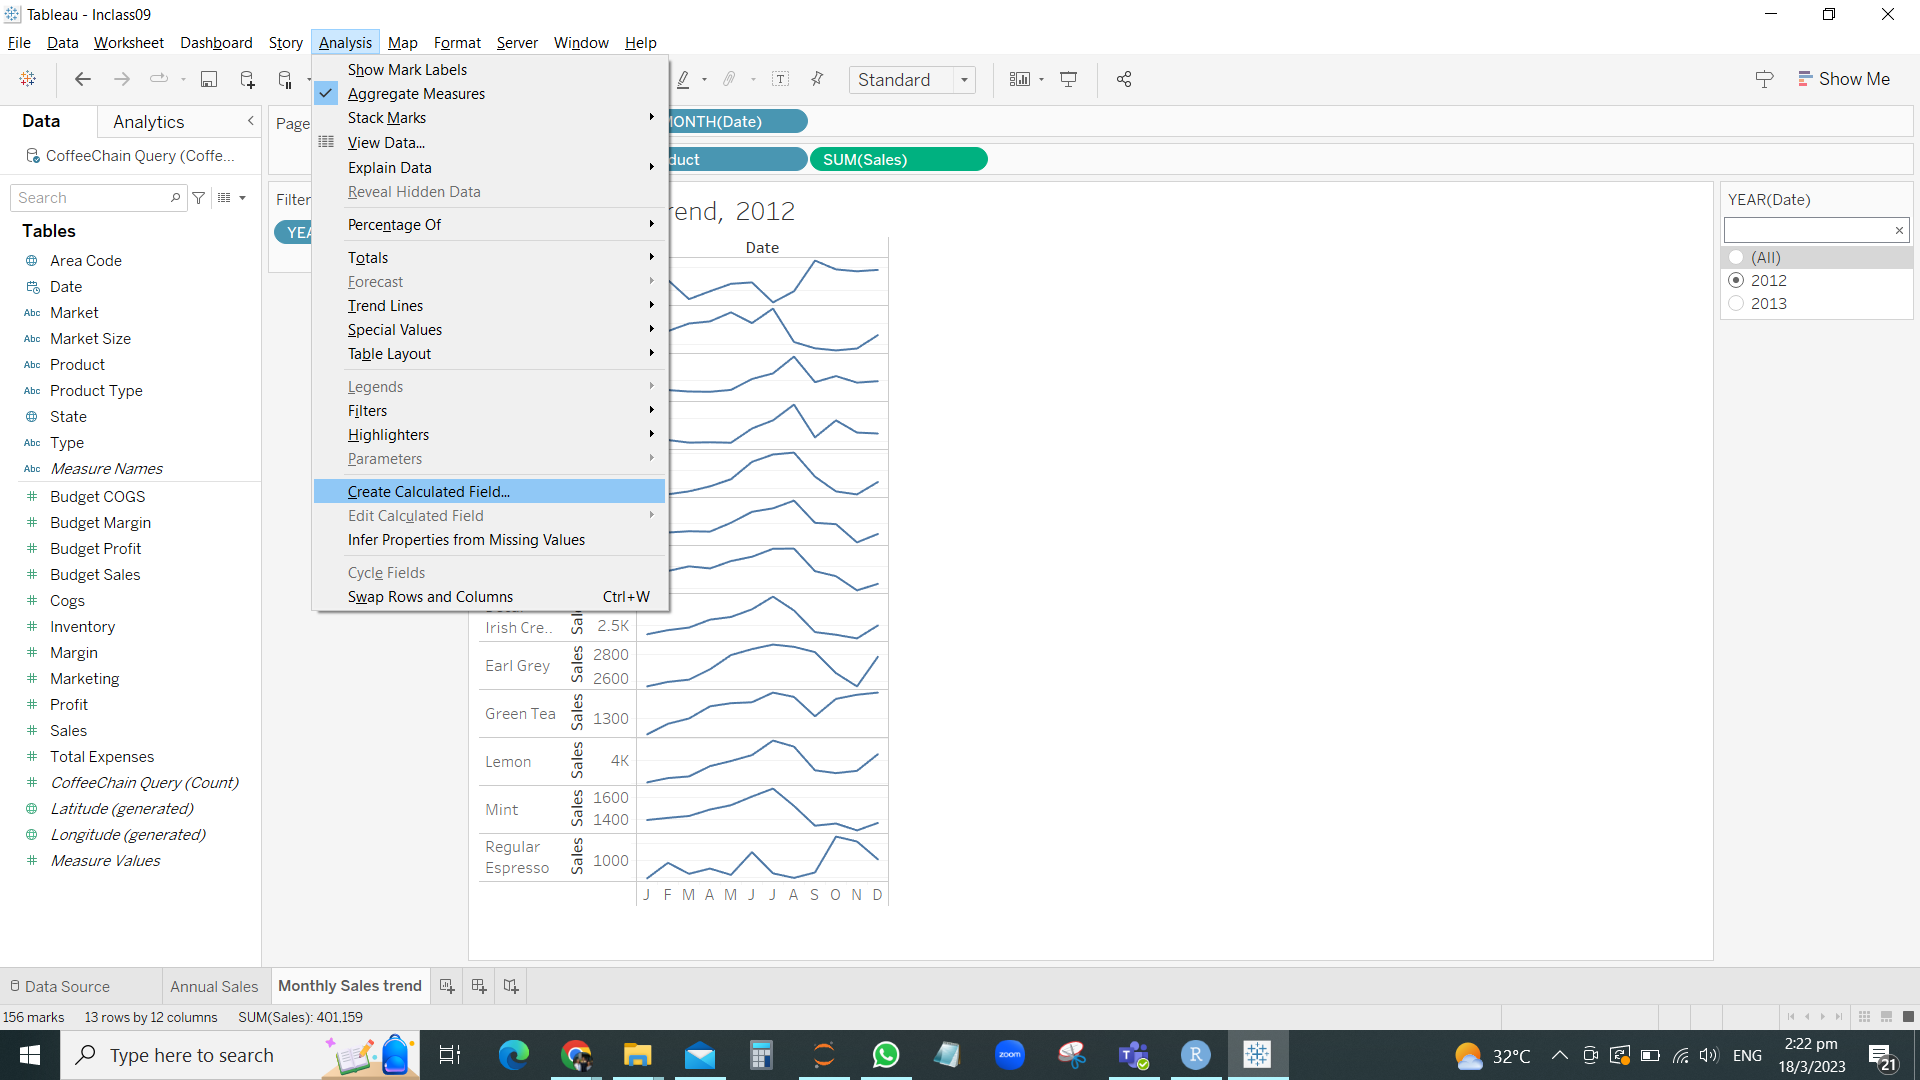 Tableau - Inclass09
File Data Worksheet Dashboard Story Analysis Map Format Server Window Help
Standard
Show Me
Data
Analytics
CoffeeChain Query (Coffe...
Search
Tables
Area Code
Date
Abc Market
Abc Market Size
Abc Product
Abc Product Type
State
Abc Type
Abc Measure Names
# Budget COGS
# Budget Margin
# Budget Profit
# Budget Sales
# Cogs
# Inventory
# Margin
# Marketing
# Profit
# Sales
# Total Expenses
# CoffeeChain Query (Count)
Latitude (generated)
Longitude (generated)
# Measure Values
Page
Filter
YEA
Show Mark Labels
Aggregate Measures
Stack Marks
View Data...
Explain Data
Reveal Hidden Data
Percentage Of
Totals
Forecast
Trend Lines
Special Values
Table Layout
Legends
Filters
Highlighters
Parameters
Create Calculated Field...
Edit Calculated Field
Infer Properties from Missing Values
Cycle Fields
Swap Rows and Columns Ctrl+W
MONTH(Date)
duct
SUM(Sales)
rend, 2012
Date
Irish Cre.. 2.5K
Earl Grey Sales 2800
2600
Green Tea Sales 1300
Lemon Sales 4K
Mint Sales 1600
1400
Regular
Espresso Sales 1000
J F M A M J J A S O N D
YEAR(Date)
(All)
2012
2013
Data Source
Annual Sales
Monthly Sales trend
156 marks 13 rows by 12 columns SUM(Sales): 401,159
Type here to search
zoom
R
32°C
ENG
2:22 pm
18/3/2023
21